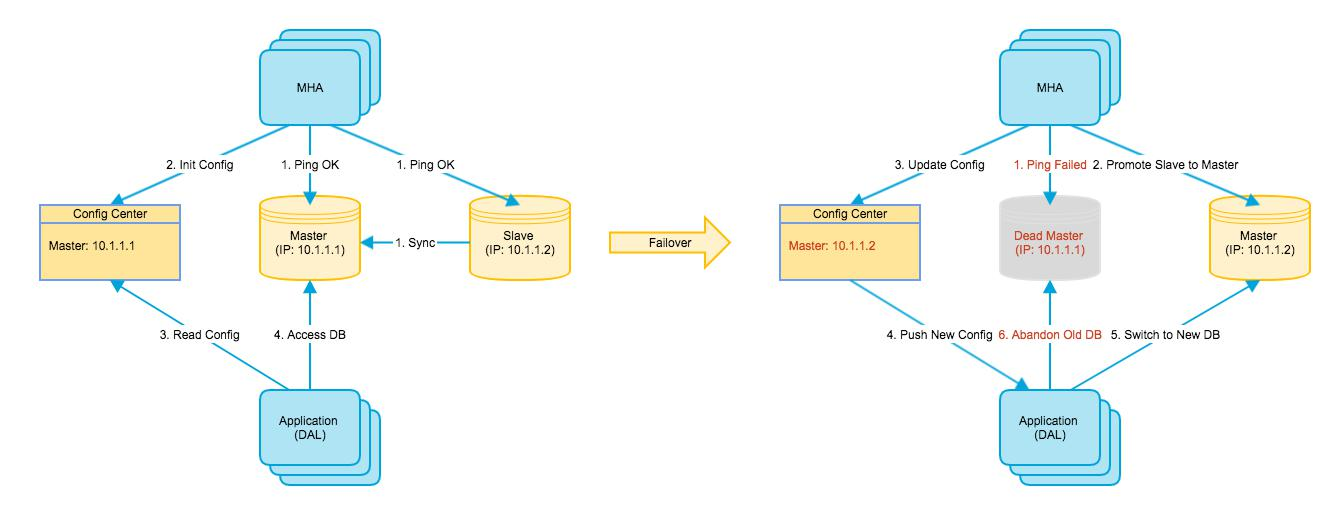 MHA
2. Init Config
1. Ping OK
1. Ping OK
Config Center
Master: 10.1.1.1
Master
(IP: 10.1.1.1)
1. Sync
Slave
(IP: 10.1.1.2)
3. Read Config
4. Access DB
Application
(DAL)
Failover
MHA
3. Update Config
1. Ping Failed
2. Promote Slave to Master
Config Center
Master: 10.1.1.2
Dead Master
(IP: 10.1.1.1)
Master
(IP: 10.1.1.2)
4. Push New Config
6. Abandon Old DB
5. Switch to New DB
Application
(DAL)